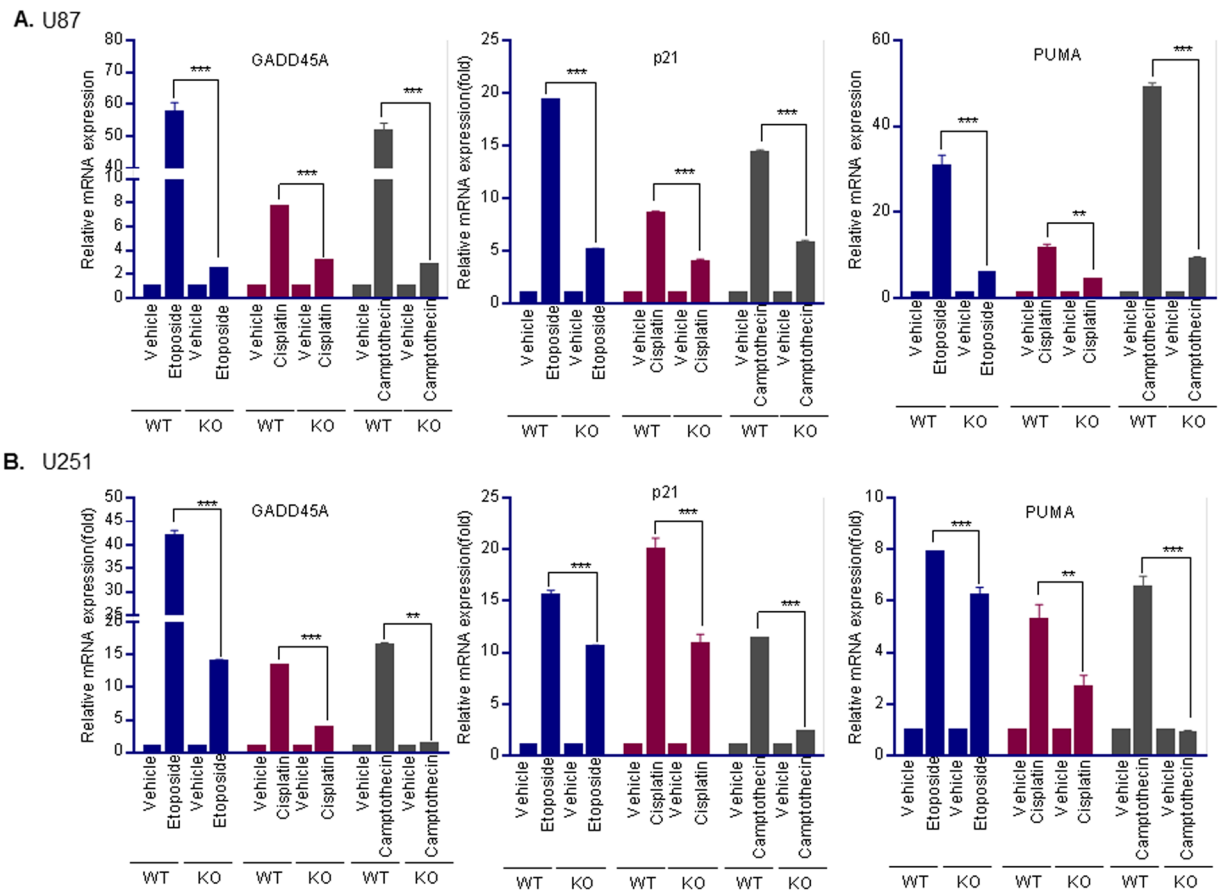 A. U87
GADD45A
Relative mRNA expression
80
70
60
50
40
10
8
6
4
2
0
***
***
***
Vehicle
Etoposide
Vehicle
Etoposide
Vehicle
Cisplatin
Vehicle
Cisplatin
Vehicle
Camptothecin
Vehicle
Camptothecin
WT KO WT KO WT KO
p21
Relative mRNA expression(fold)
25
20
15
10
5
0
***
***
***
Vehicle
Etoposide
Vehicle
Etoposide
Vehicle
Cisplatin
Vehicle
Cisplatin
Vehicle
Camptothecin
Vehicle
Camptothecin
WT KO WT KO WT KO
PUMA
Relative mRNA expression
60
40
20
0
***
**
***
Vehicle
Etoposide
Vehicle
Etoposide
Vehicle
Cisplatin
Vehicle
Cisplatin
Vehicle
Camptothecin
Vehicle
Camptothecin
WT KO WT KO WT KO
B. U251
GADD45A
Relative mRNA expression(fold)
50
45
40
35
30
25
20
15
10
5
0
***
***
**
Vehicle
Etoposide
Vehicle
Etoposide
Vehicle
Cisplatin
Vehicle
Cisplatin
Vehicle
Camptothecin
Vehicle
Camptothecin
WT KO WT KO WT KO
p21
Relative mRNA expression(fold)
25
20
15
10
5
0
***
***
***
Vehicle
Etoposide
Vehicle
Etoposide
Vehicle
Cisplatin
Vehicle
Cisplatin
Vehicle
Camptothecin
Vehicle
Camptothecin
WT KO WT KO WT KO
PUMA
Relative mRNA expression(fold)
10
8
6
4
2
0
***
**
***
Vehicle
Etoposide
Vehicle
Etoposide
Vehicle
Cisplatin
Vehicle
Cisplatin
Vehicle
Camptothecin
Vehicle
Camptothecin
WT KO WT KO WT KO